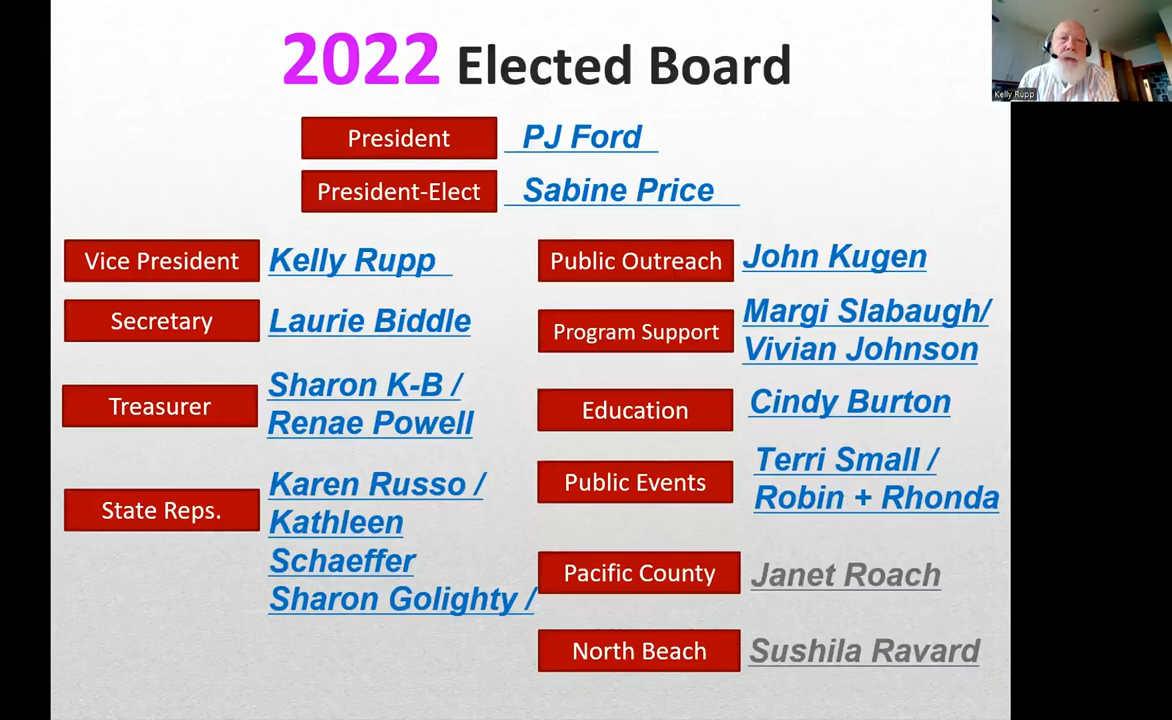 2022 Elected Board
Kelly Rupp
President PJ Ford
President-Elect Sabine Price
Vice President Kelly Rupp
Secretary Laurie Biddle
Treasurer Sharon K-B /
Renae Powell
State Reps. Karen Russo /
Kathleen
Schaeffer
Sharon Golighty /
Public Outreach John Kugen
Program Support Margi Slabaugh/
Vivian Johnson
Education Cindy Burton
Public Events Terri Small /
Robin + Rhonda
Pacific County Janet Roach
North Beach Sushila Ravard